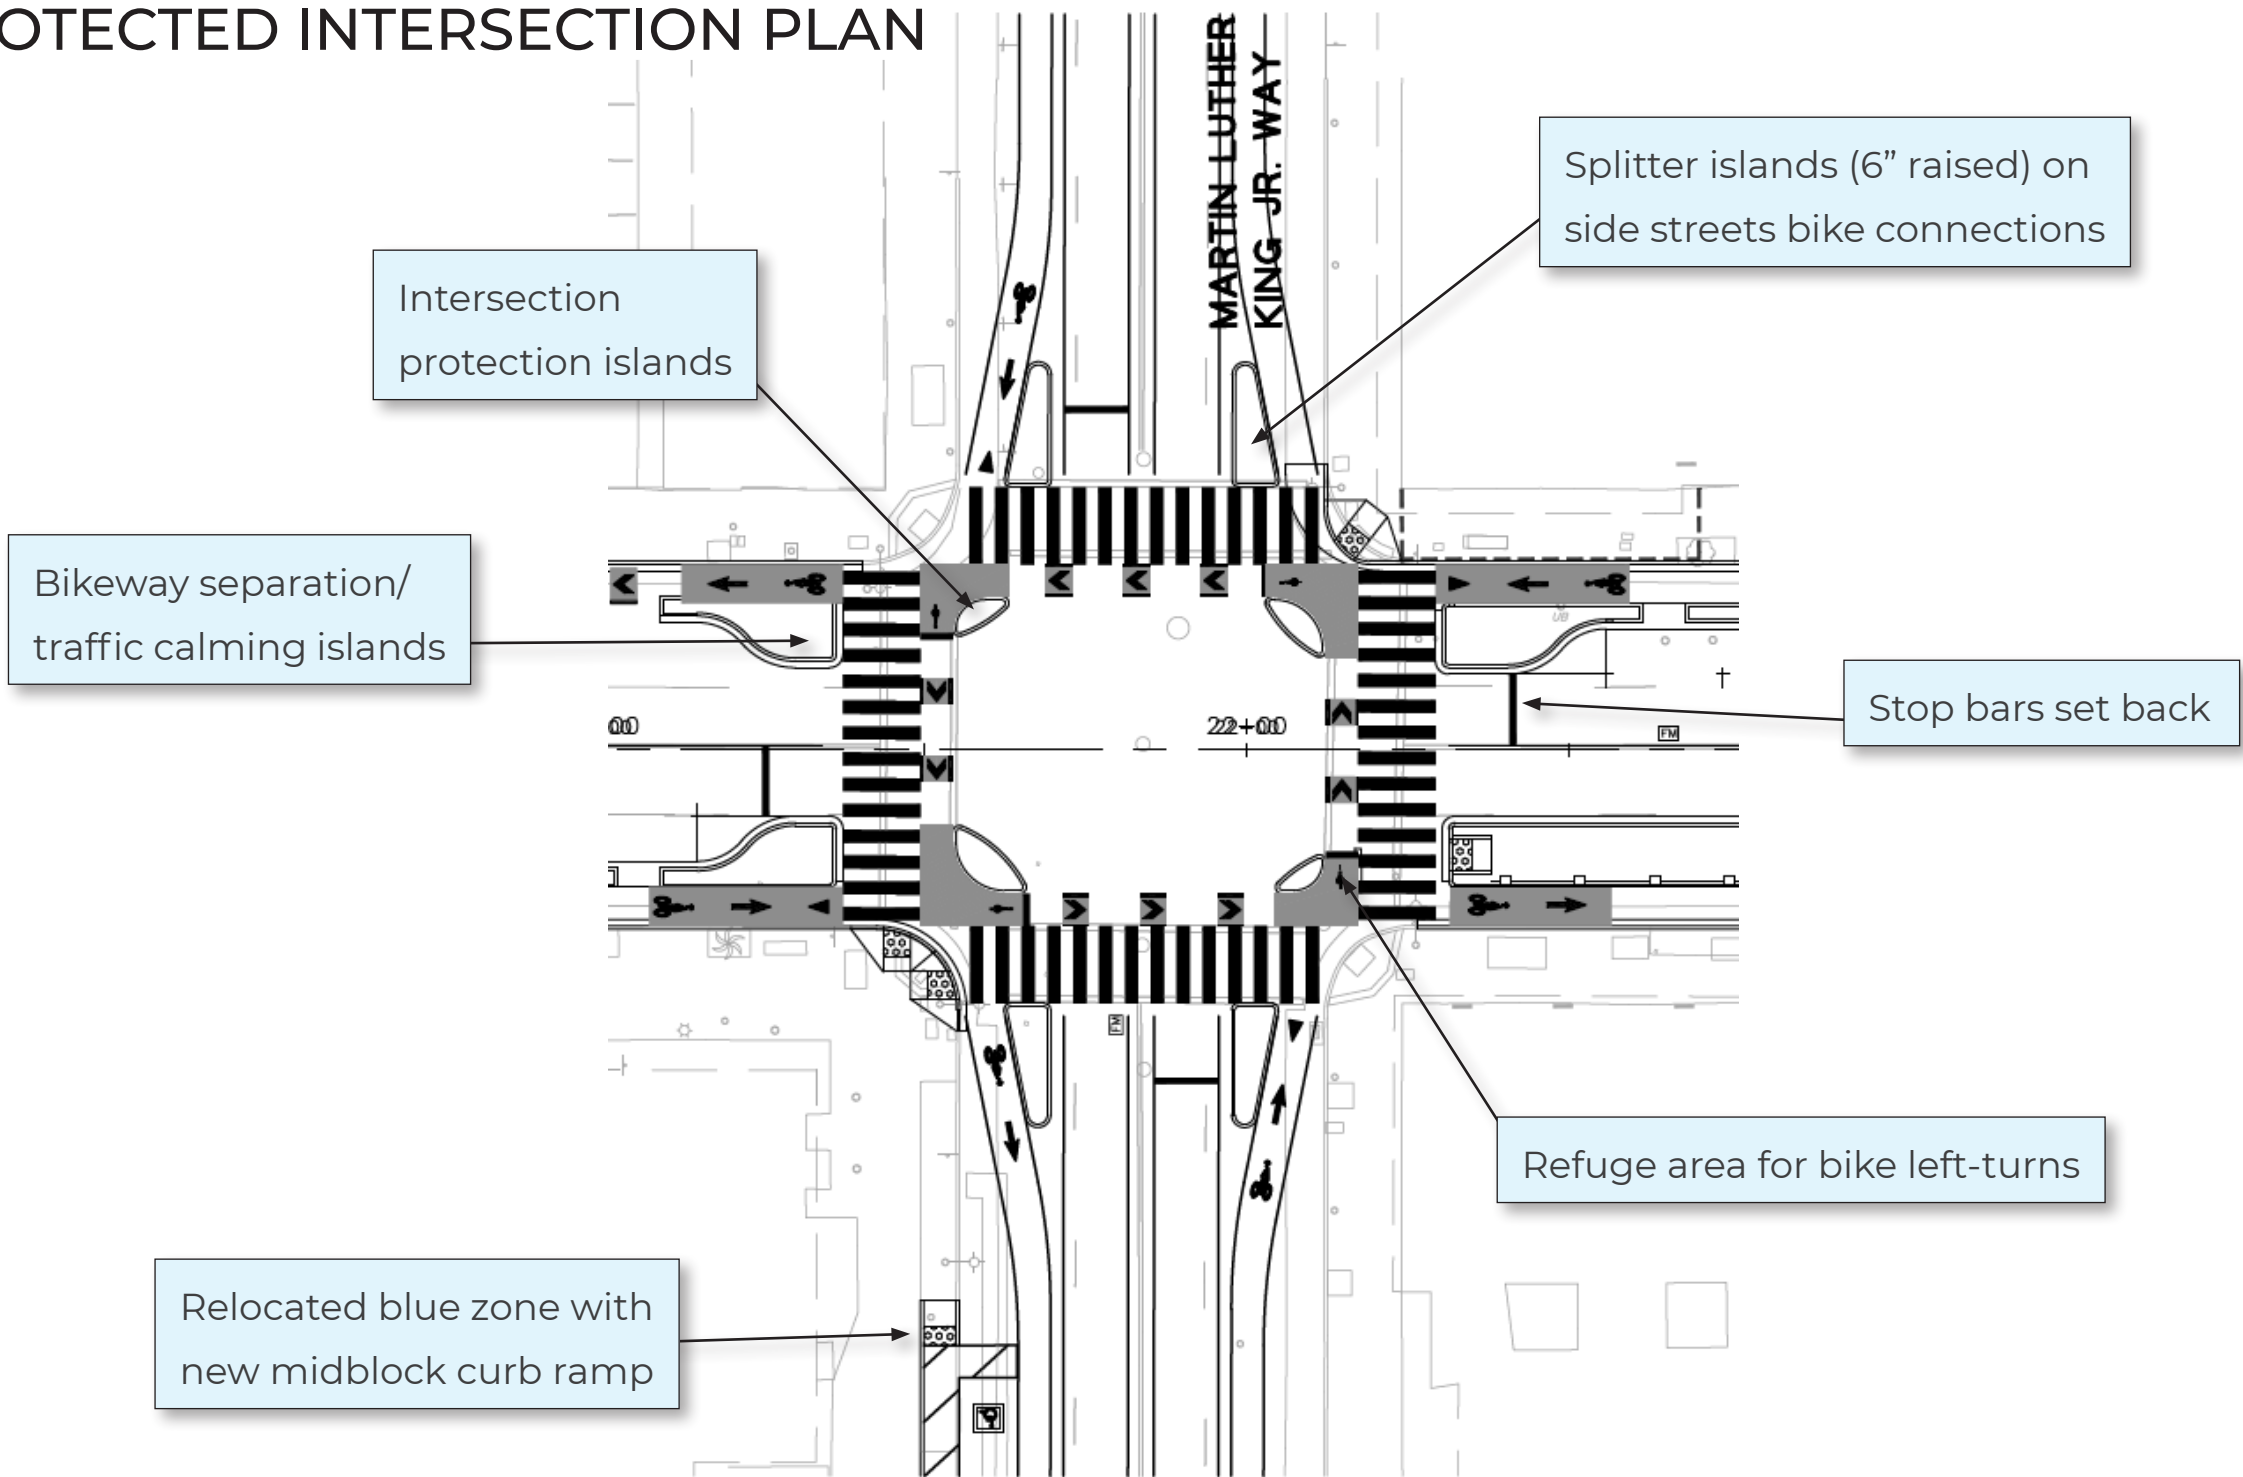 OTECTED INTERSECTION PLAN
MARTIN LUTHER
KING JR. WAY
Splitter islands (6” raised) on
side streets bike connections
Intersection
protection islands
Bikeway separation/
traffic calming islands
Stop bars set back
22+00
FM
FM
Refuge area for bike left-turns
Relocated blue zone with
new midblock curb ramp